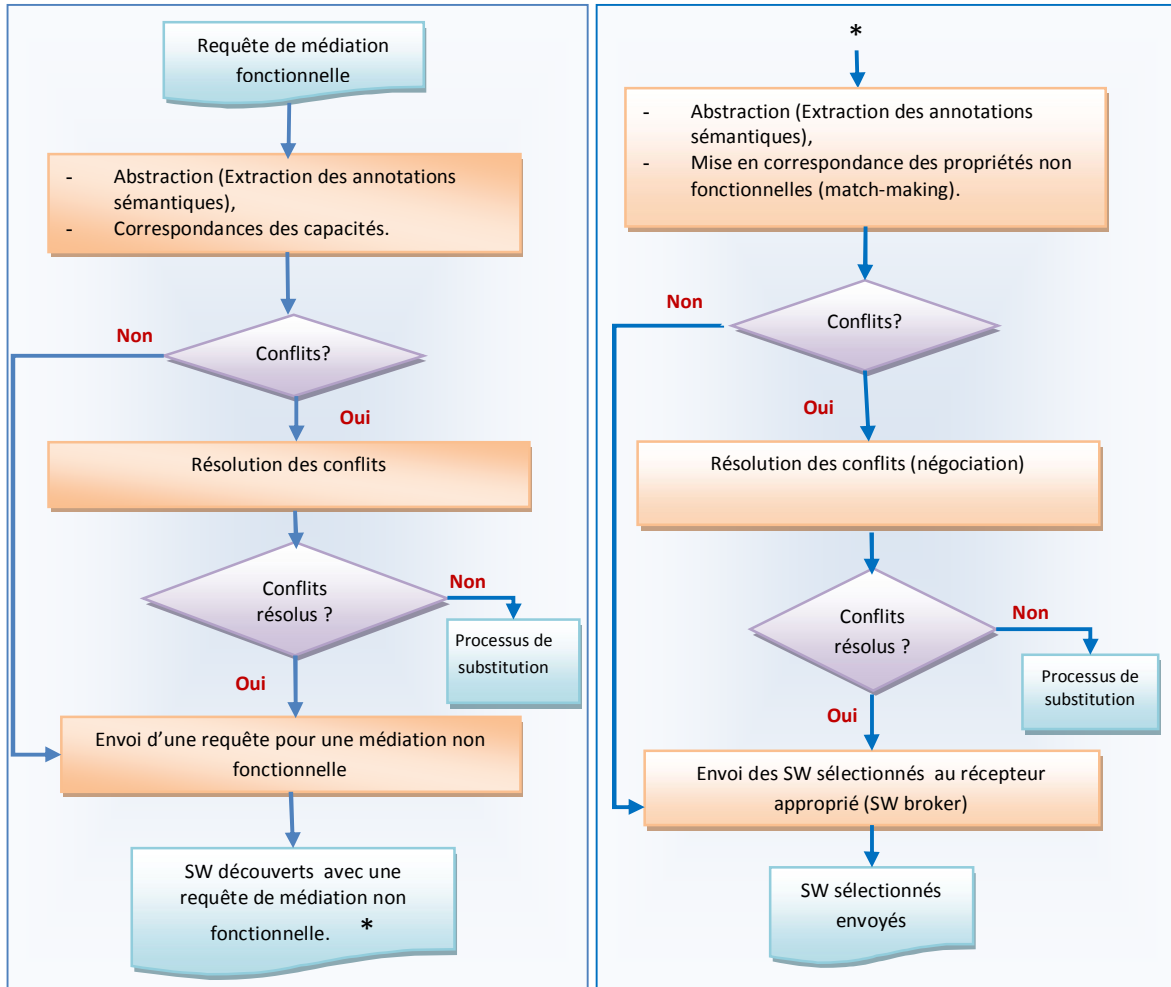 Requête de médiation
fonctionnelle
- Abstraction (Extraction des annotations
sémantiques),
- Correspondances des capacités.
Conflits?
Non
Oui
Résolution des conflits
Conflits
résolus ?
Non
Processus de
substitution
Oui
Envoi d'une requête pour une médiation non
fonctionnelle
SW découverts avec une
requête de médiation non
fonctionnelle. *
*
- Abstraction (Extraction des annotations
sémantiques),
- Mise en correspondance des propriétés non
fonctionnelles (match-making).
Conflits?
Non
Oui
Résolution des conflits (négociation)
Conflits
résolus ?
Non
Processus de
substitution
Oui
Envoi des SW sélectionnés au récepteur
approprié (SW broker)
SW sélectionnés
envoyés